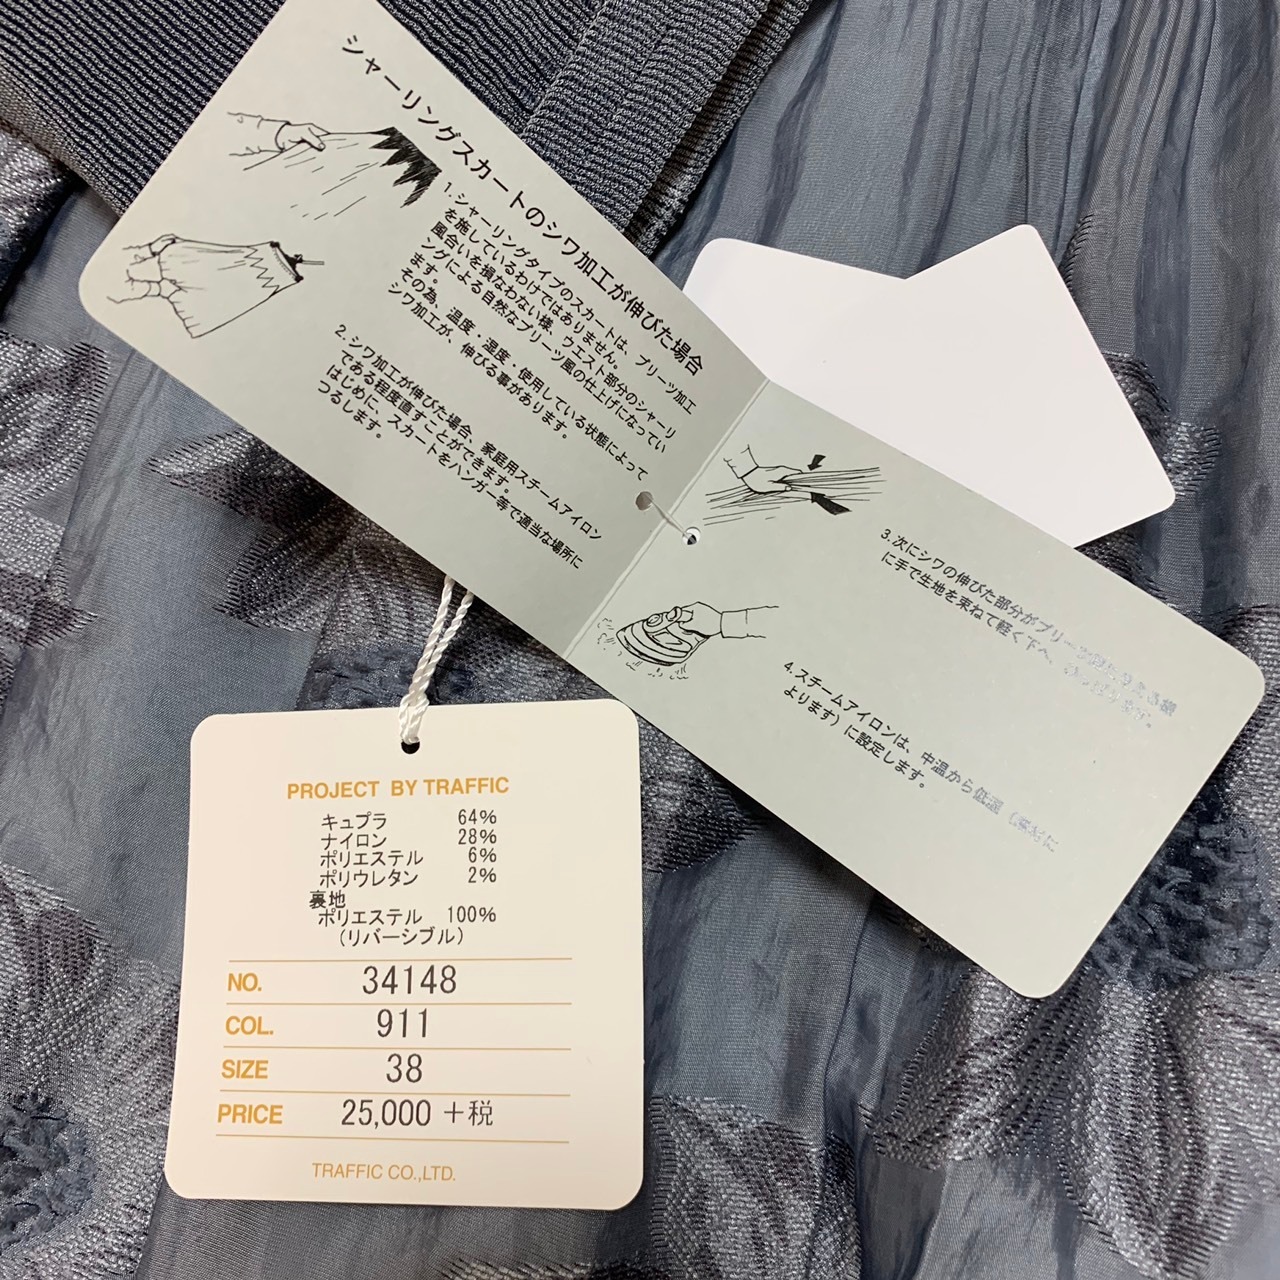 シャーリングスカートのシワ加工が伸びた場合
1.シャーリングタイプのスカートは、プリーツ加工
を施しているわけではありません。
風合いを損なわない様、ウエスト部分のシャーリ
ングによる自然なプリーツ風の仕上げになってい
ます。
その為、温度・湿度・使用している状態によって
シワ加工が、伸びる事があります。
2.シワ加工が伸びた場合、家庭用スチームアイロン
である程度直すことができます。
はじめに、スカートをハンガー等で適当な場所に
つるします。
3.次にシワの伸びた部分がプリーツ
に手で生地を束ねて軽く下へ、
4.スチームアイロンは、中温から低温
よります）に設定します。
PROJECT BY TRAFFIC
キュプラ 64%
ナイロン 28%
ポリエステル 6%
ポリウレタン 2%
裏地
ポリエステル 100%
(リバーシブル)
NO. 34148
COL. 911
SIZE 38
PRICE 25,000 +税
TRAFFIC CO.,LTD.